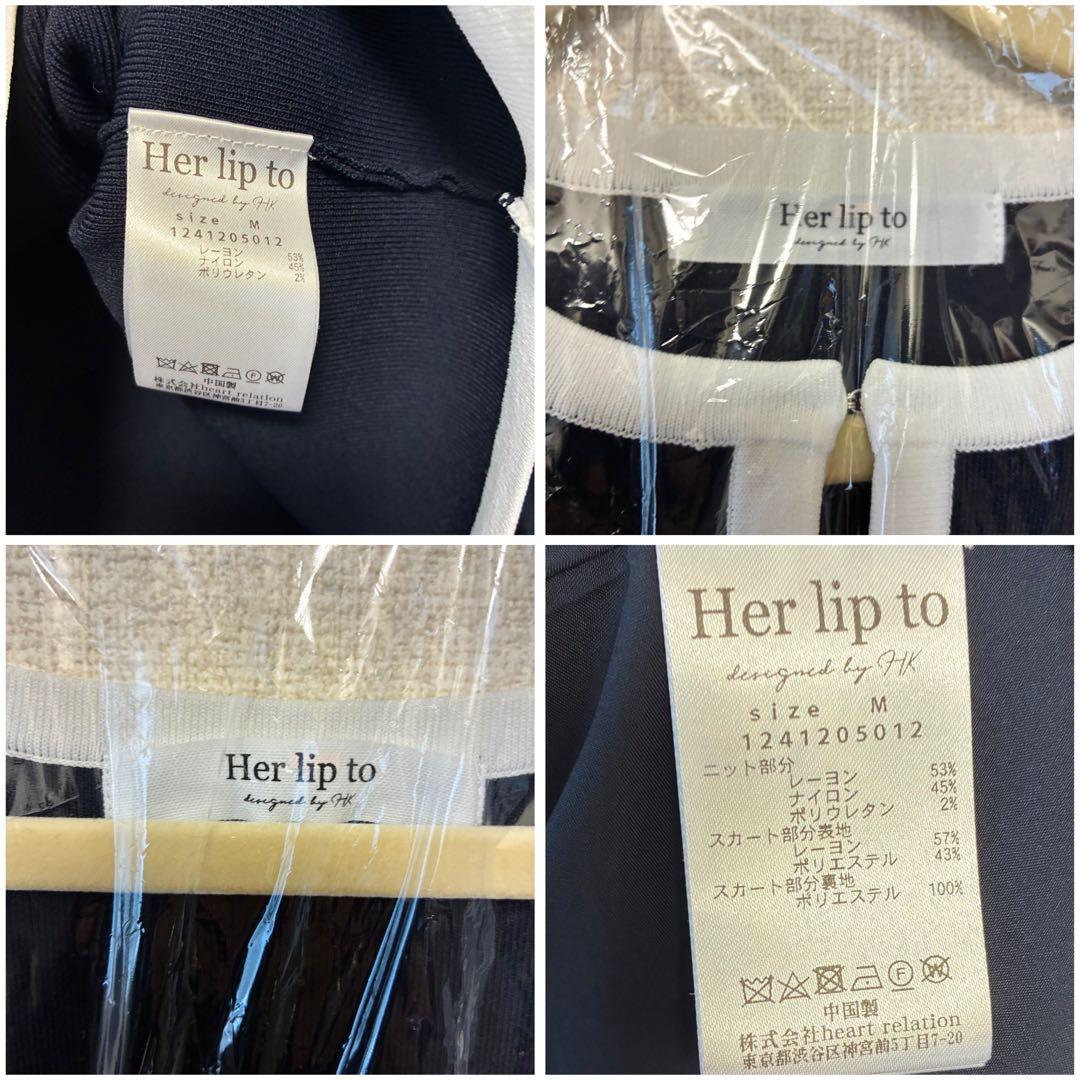 Her lip to
designed by HK
size M
1241205012
レーヨン 53%
ナイロン 45%
ポリウレタン 2%
中国製
株式会社heart relation
東京都渋谷区神宮前5丁目7-20
Her lip to
designed by HK
Her lip to
designed by HK
Her lip to
designed by HK
size M
1241205012
ニット部分
レーヨン 53%
ナイロン 45%
ポリウレタン 2%
スカート部分表地
レーヨン 57%
ポリエステル 43%
スカート部分裏地
ポリエステル 100%
中国製
株式会社heart relation
東京都渋谷区神宮前5丁目7-20